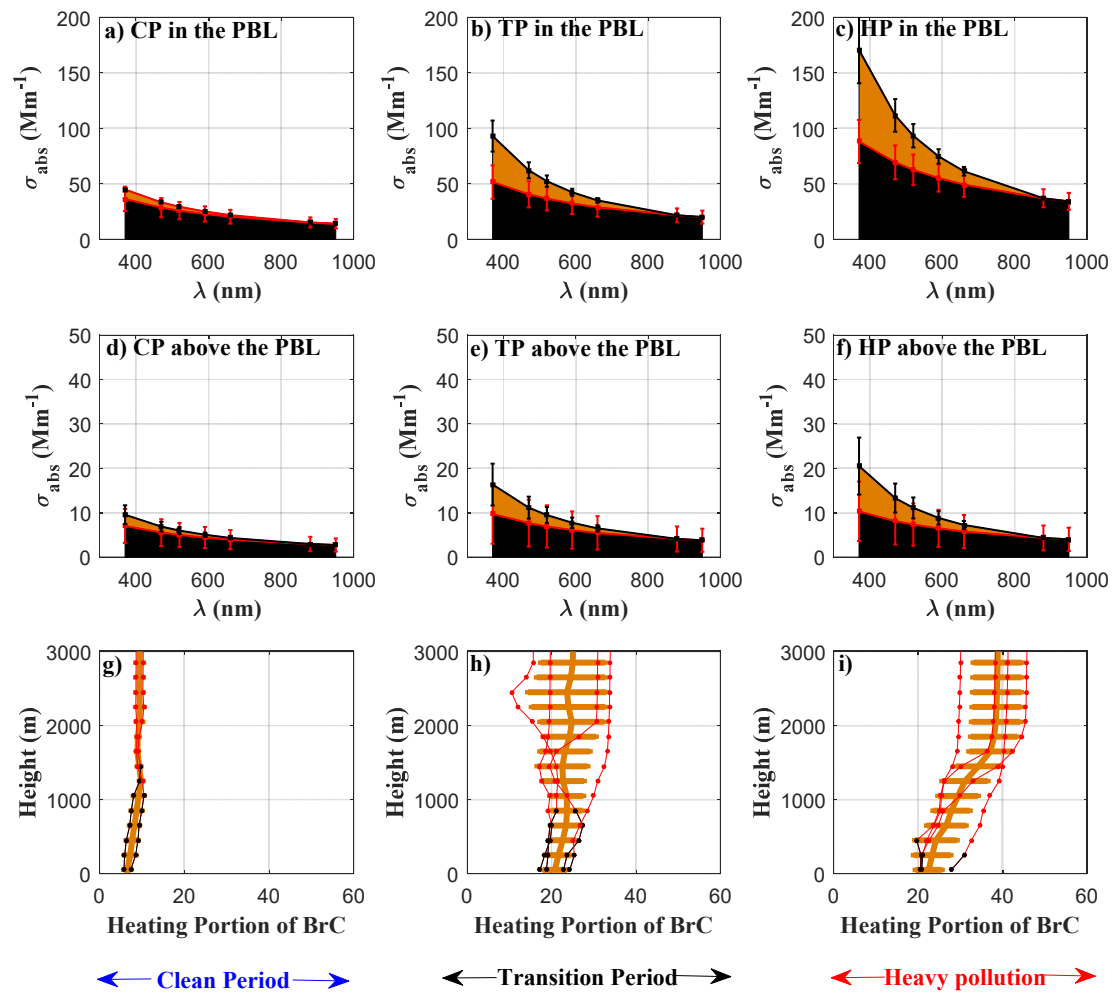 a) CP in the PBL
b) TP in the PBL
c) HP in the PBL
200
150
100
50
0
σabs (Mm-1)
400 600 800 1000
λ (nm)
200
150
100
50
0
σabs (Mm-1)
400 600 800 1000
λ (nm)
200
150
100
50
0
σabs (Mm-1)
400 600 800 1000
λ (nm)
d) CP above the PBL
e) TP above the PBL
f) HP above the PBL
50
40
30
20
10
0
σabs (Mm-1)
400 600 800 1000
λ (nm)
50
40
30
20
10
0
σabs (Mm-1)
400 600 800 1000
λ (nm)
50
40
30
20
10
0
σabs (Mm-1)
400 600 800 1000
λ (nm)
g)
h)
i)
3000
2000
1000
0
Height (m)
0 20 40 60
Heating Portion of BrC
3000
2000
1000
0
Height (m)
0 20 40 60
Heating Portion of BrC
3000
2000
1000
0
Height (m)
0 20 40 60
Heating Portion of BrC
Clean Period
Transition Period
Heavy pollution